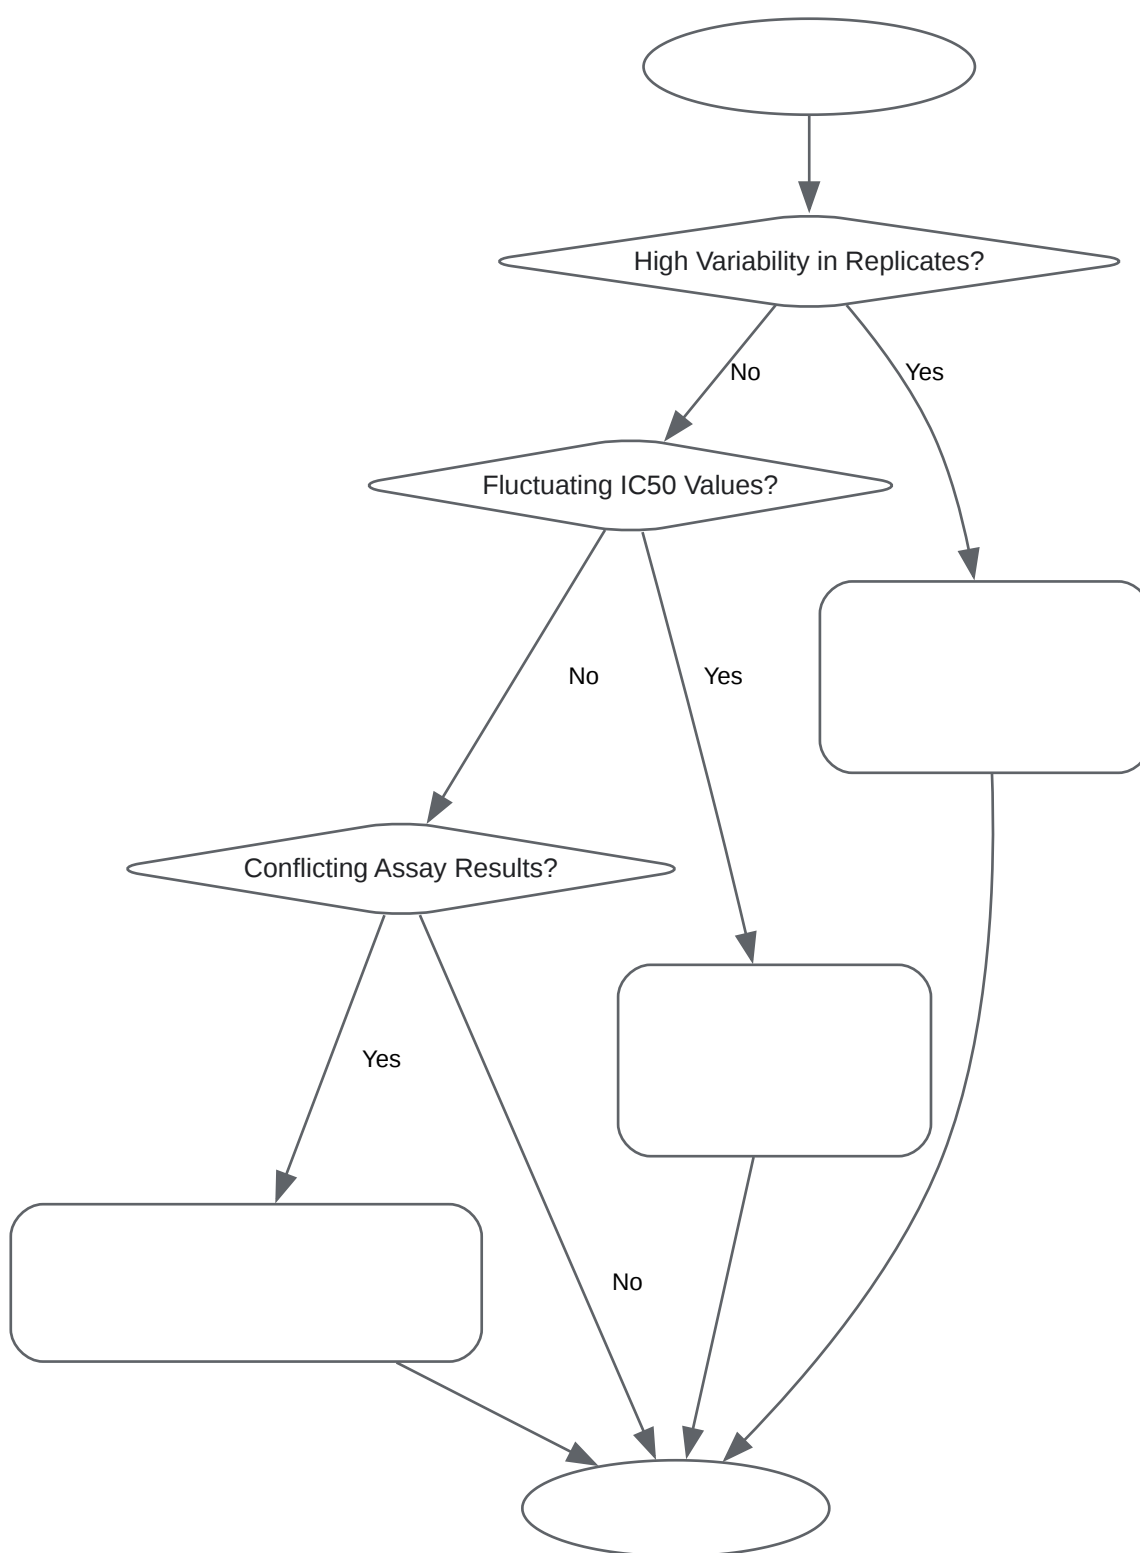 High Variability in Replicates?
No
Yes
Fluctuating IC50 Values?
No
Yes
Conflicting Assay Results?
Yes
No